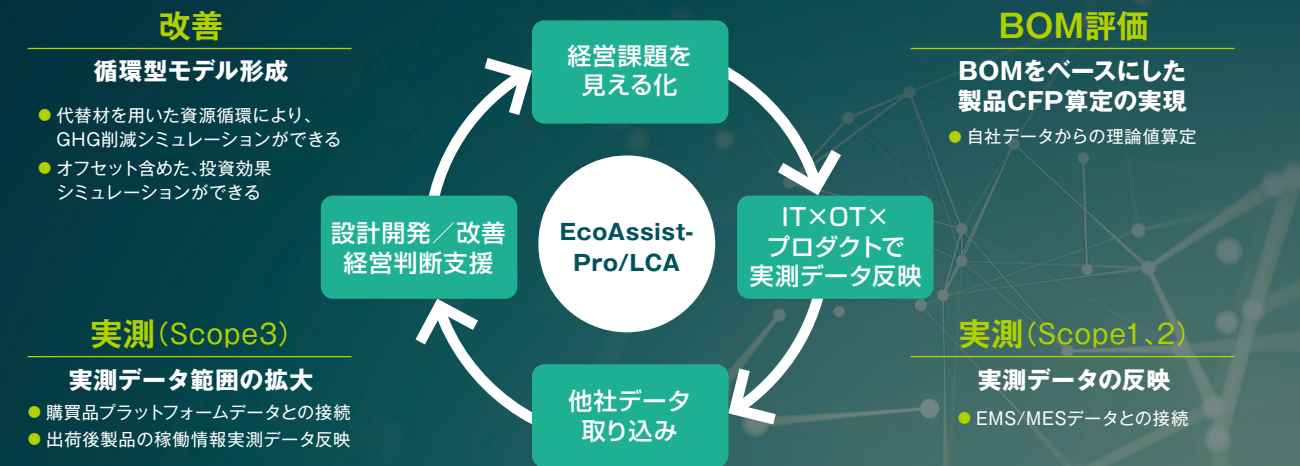 改善
循環型モデル形成
●代替材を用いた資源循環により、
GHG削減シミュレーションができる
●オフセット含めた、投資効果
シミュレーションができる
経営課題を
見える化
BOM評価
BOMをベースにした
製品CFP算定の実現
●自社データからの理論値算定
設計開発／改善
経営判断支援
EcoAssist-
Pro/LCA
IT×OT×
プロダクトで
実測データ反映
実測(Scope3)
実測データ範囲の拡大
●購買品プラットフォームデータとの接続
●出荷後製品の稼働情報実測データ反映
他社データ
取り込み
実測(Scope1、2)
実測データの反映
●EMS/MESデータとの接続